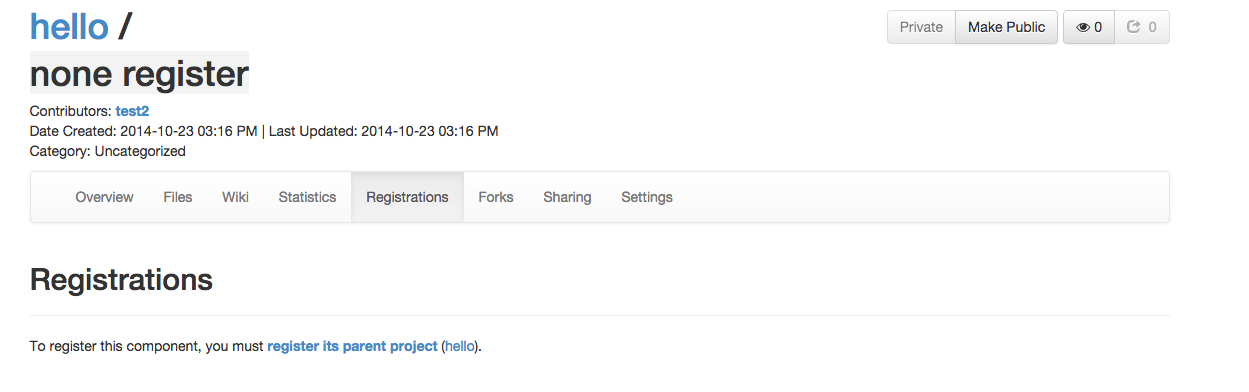 hello /
none register
Private Make Public 0 0
Contributors: test2
Date Created: 2014-10-23 03:16 PM | Last Updated: 2014-10-23 03:16 PM
Category: Uncategorized
Overview Files Wiki Statistics Registrations Forks Sharing Settings
Registrations
To register this component, you must register its parent project (hello).